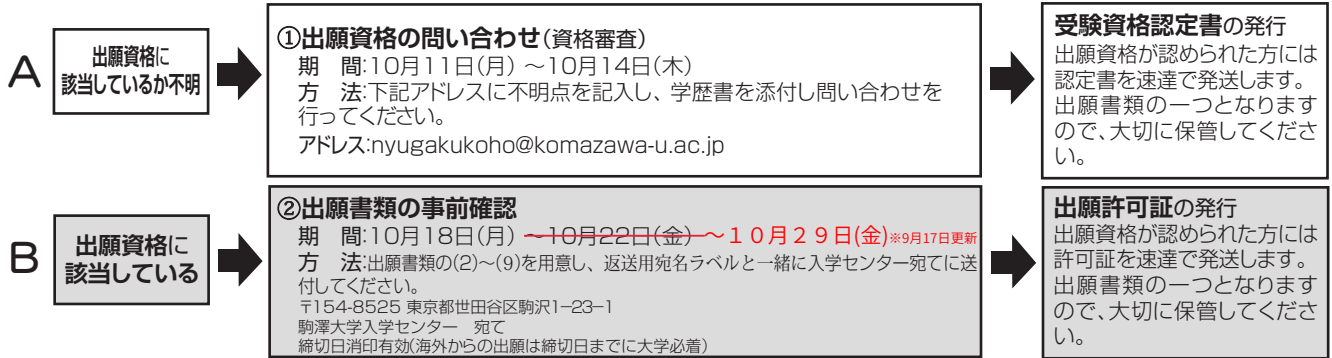 A
出願資格に
該当しているか不明
①出願資格の問い合わせ(資格審査)
期　間:10月11日(月) ～10月14日(木)
方　法:下記アドレスに不明点を記入し、学歴書を添付し問い合わせを
行ってください。
アドレス:nyugakukoho@komazawa-u.ac.jp
受験資格認定書の発行
出願資格が認められた方には
認定書を速達で発送します。
出願書類の一つとなります
ので、大切に保管してくださ
い。
B
出願資格に
該当している
②出願書類の事前確認
期　間:10月18日(月) ～10月22日(金) ～１０月２９日(金)※9月17日更新
方　法:出願書類の(2)～(9)を用意し、返送用宛名ラベルと一緒に入学センター宛てに送
付してください。
〒154-8525 東京都世田谷区駒沢1−23−1
駒澤大学入学センター　宛て
締切日消印有効(海外からの出願は締切日までに大学必着)
出願許可証の発行
出願資格が認められた方には
許可証を速達で発送します。
出願書類の一つとなります
ので、大切に保管してくださ
い。